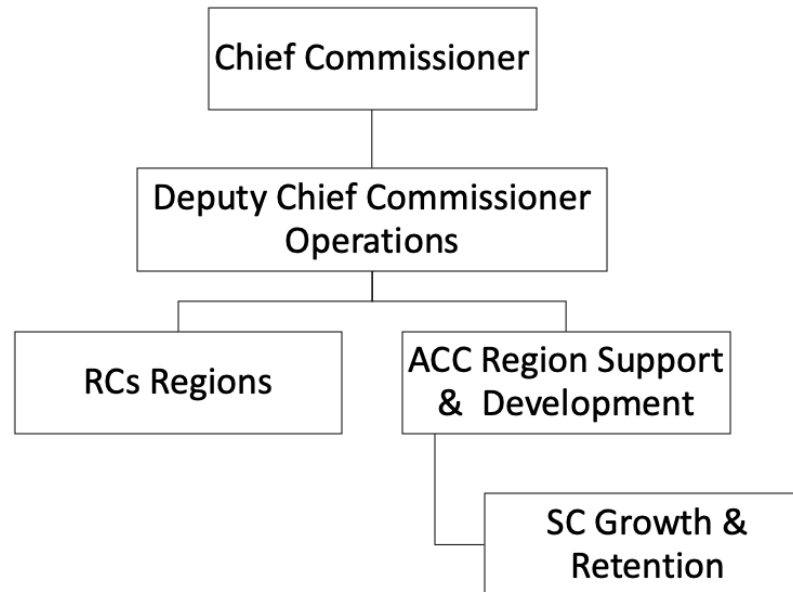 Chief Commissioner
Deputy Chief Commissioner
Operations
RCs Regions
ACC Region Support
& Development
SC Growth &
Retention